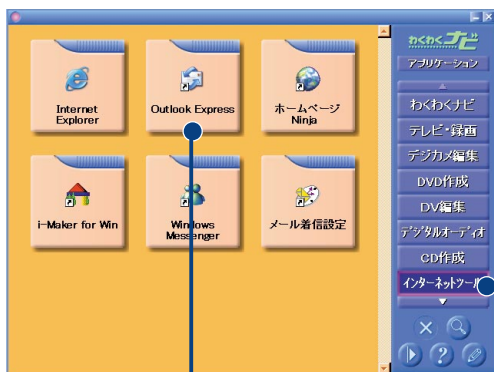 わくわくナビ
アプリケーション
Internet
Explorer
Outlook Express
ホームページ
Ninja
i-Maker for Win
Windows
Messenger
メール着信設定
わくわくナビ
テレビ・録画
デジカメ編集
DVD作成
DV編集
デジタルオーディオ
CD作成
インターネットツール
?